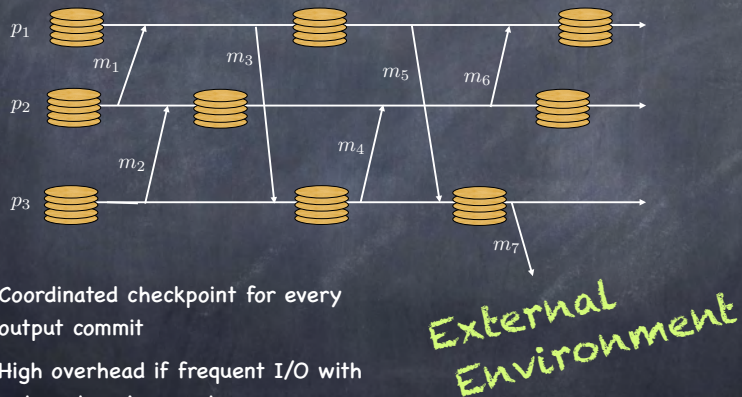 p₁
m₁
m₃
m₅
m₆
p₂
m₂
m₄
p₃
m₇
Coordinated checkpoint for every
output commit
High overhead if frequent I/O with
External
Environment